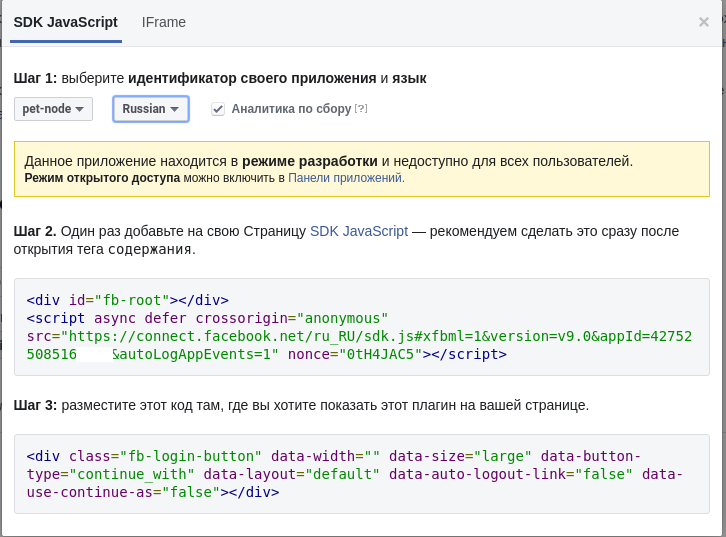 SDK JavaScript IFrame ×
Шаг 1: выберите идентификатор своего приложения и язык
pet-node Russian Аналитика по сбору [?]
Данное приложение находится в режиме разработки и недоступно для всех пользователей.
Режим открытого доступа можно включить в Панели приложений.
Шаг 2. Один раз добавьте на свою Страницу SDK JavaScript — рекомендуем сделать это сразу после
открытия тега содержания.
<div id="fb-root"></div>
<script async defer crossorigin="anonymous"
src="https://connect.facebook.net/ru_RU/sdk.js#xfbml=1&version=v9.0&appId=42752
508516 &autoLogAppEvents=1" nonce="0tH4JAC5"></script>
Шаг 3: разместите этот код там, где вы хотите показать этот плагин на вашей странице.
<div class="fb-login-button" data-width="" data-size="large" data-button-
type="continue_with" data-layout="default" data-auto-logout-link="false" data-
use-continue-as="false"></div>